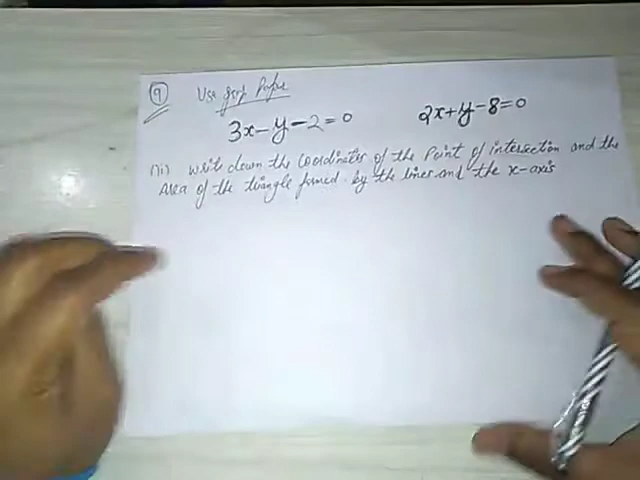 9 Use grap Paper
3x-y-2=0 2x+y-8=0
(ii) write down the Coordinates of the Point of intersection and the
Area of the triangle formed by the lines and the x-axis